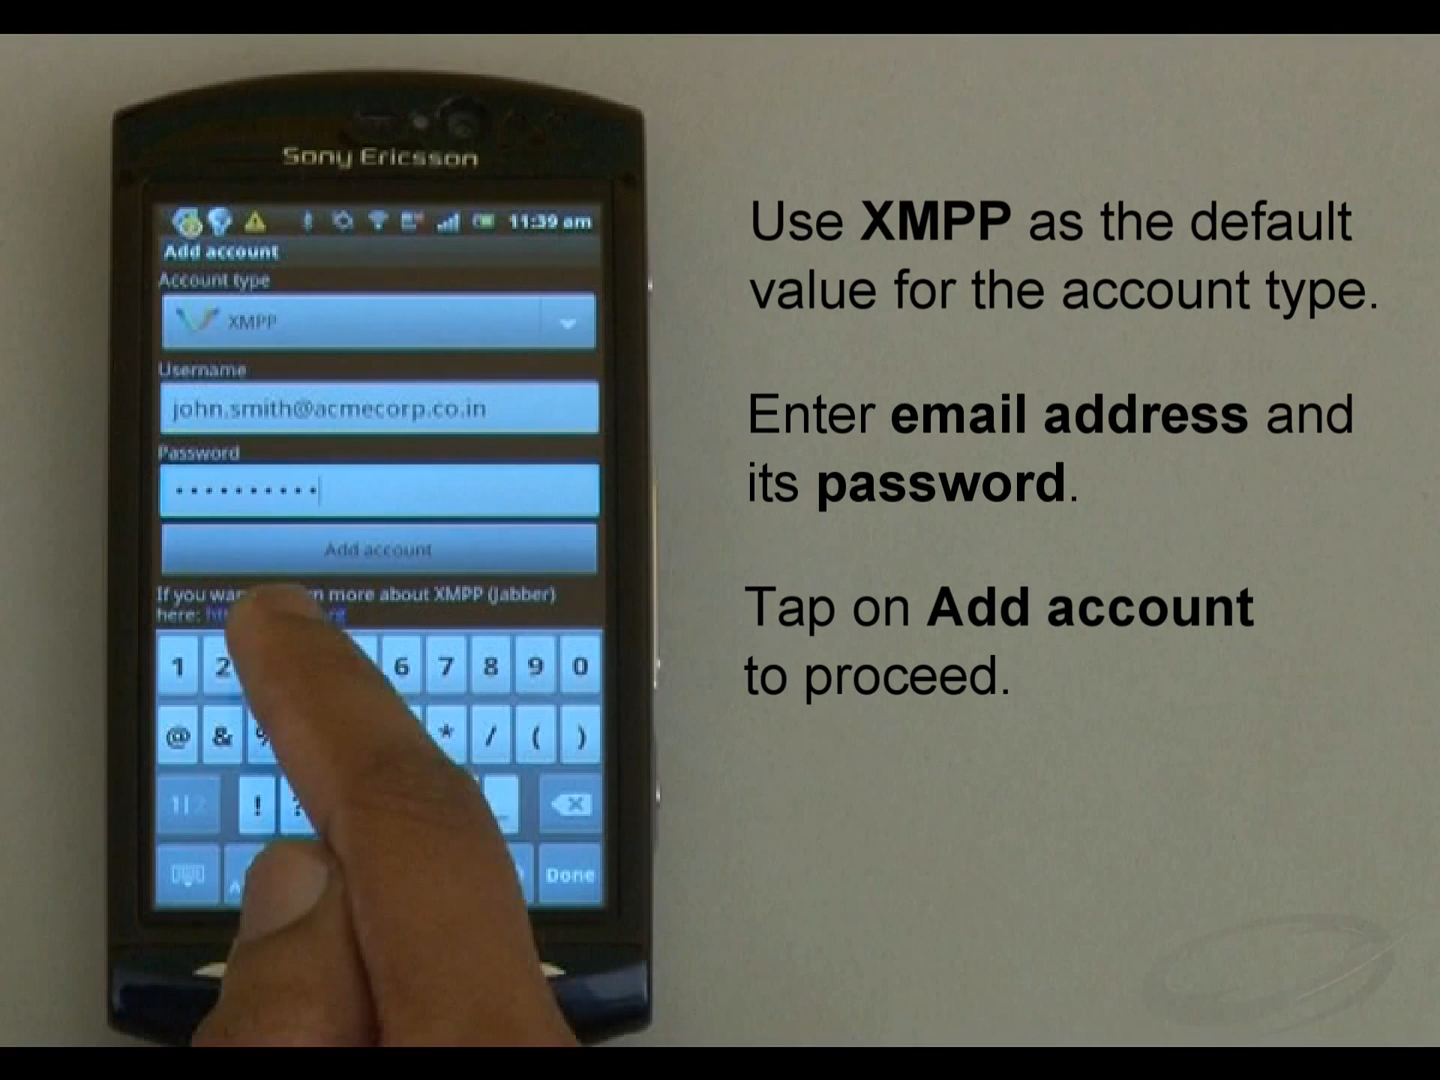 Sony Ericsson
11:39 am
Add account
Account type
XMPP
Username
john.smith@acmecorp.co.in
Password
••••••••••
Add account
If you more about XMPP (Jabber)
here:
1 2 6 7 8 9 0
@ & * / ( )
!
Done
Use XMPP as the default
value for the account type.
Enter email address and
its password.
Tap on Add account
to proceed.